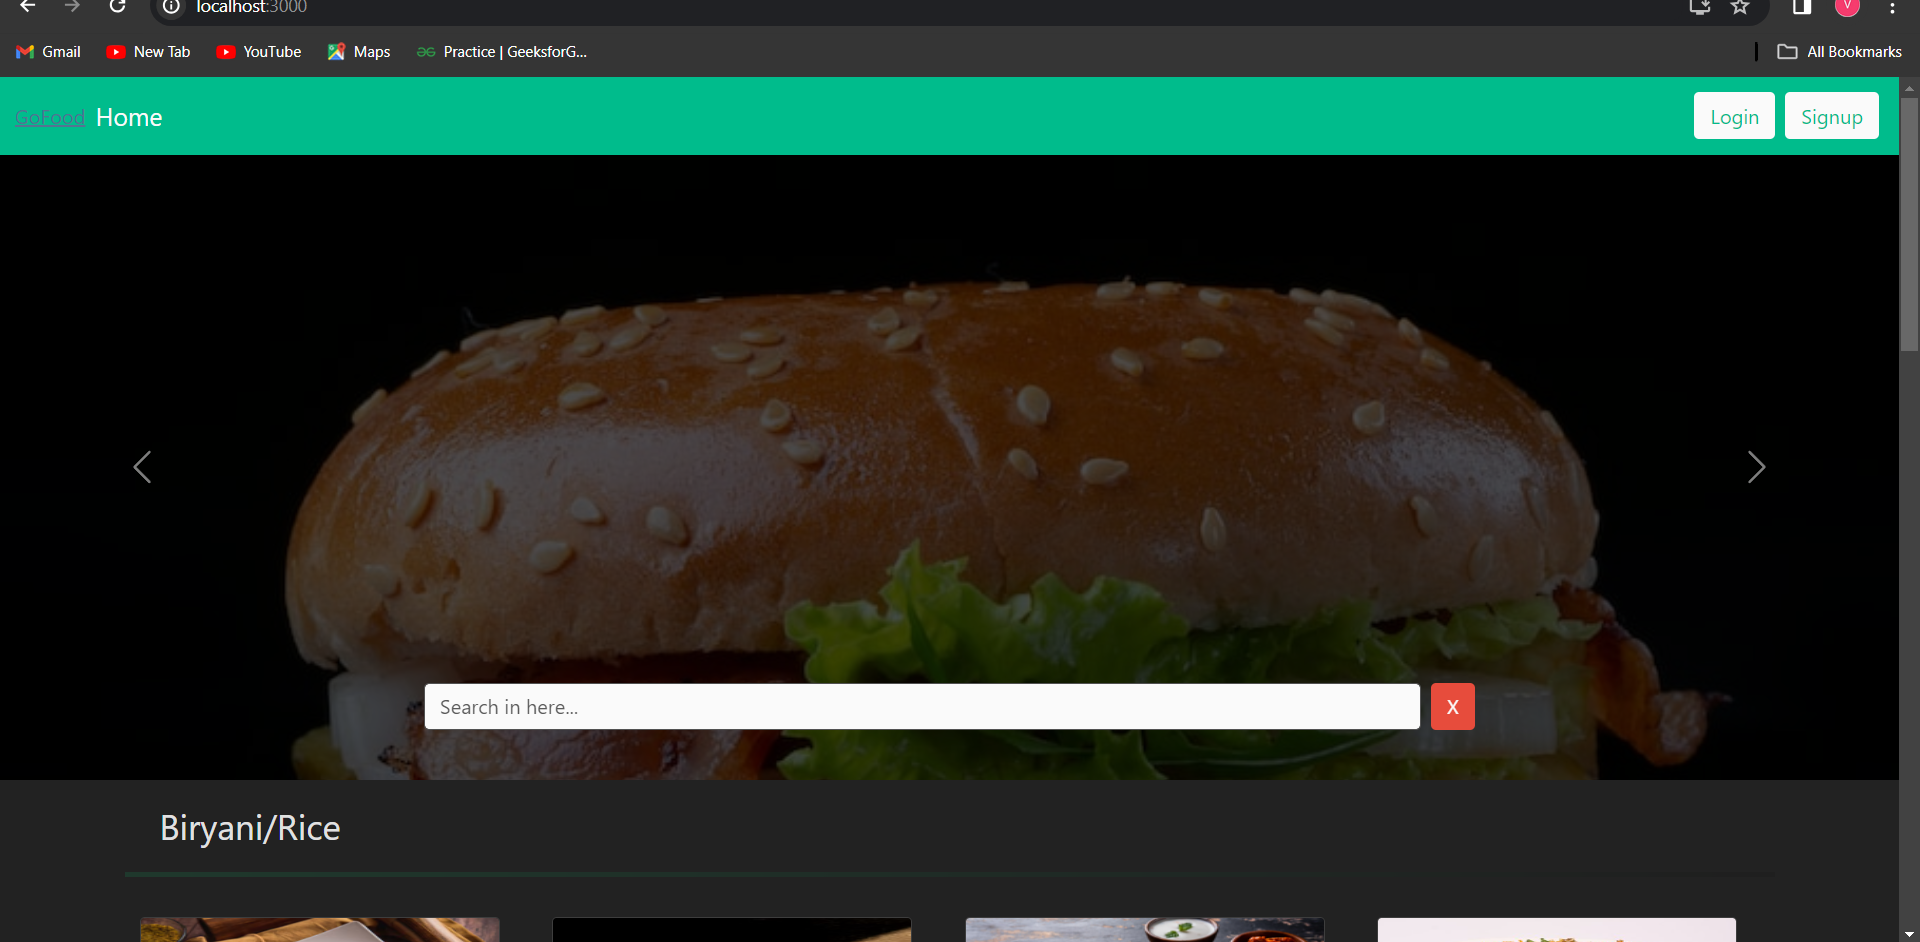 localhost:3000
Gmail New Tab YouTube Maps Practice | GeeksforG... All Bookmarks
GoFood Home Login Signup
Search in here... X
Biryani/Rice